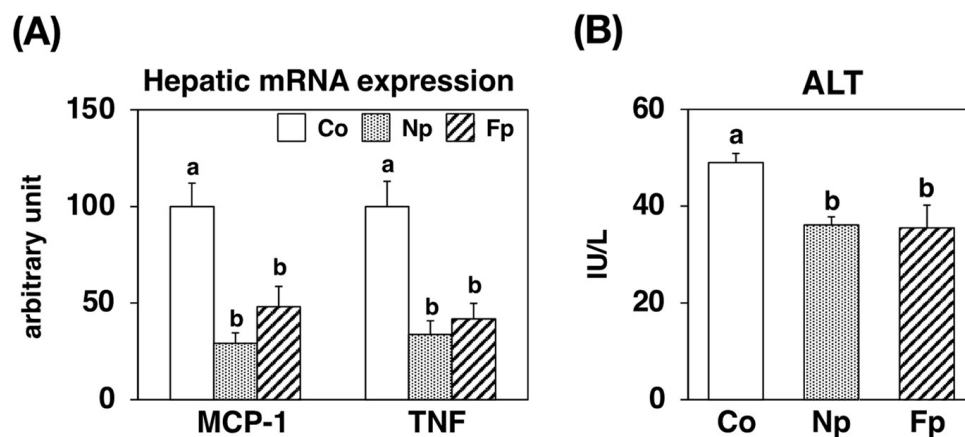 (A)
Hepatic mRNA expression
arbitrary unit
150
100
50
0
Co Np Fp
a
b
b
a
b
b
MCP-1 TNF
(B)
ALT
IU/L
60
40
20
0
a
b
b
Co Np Fp